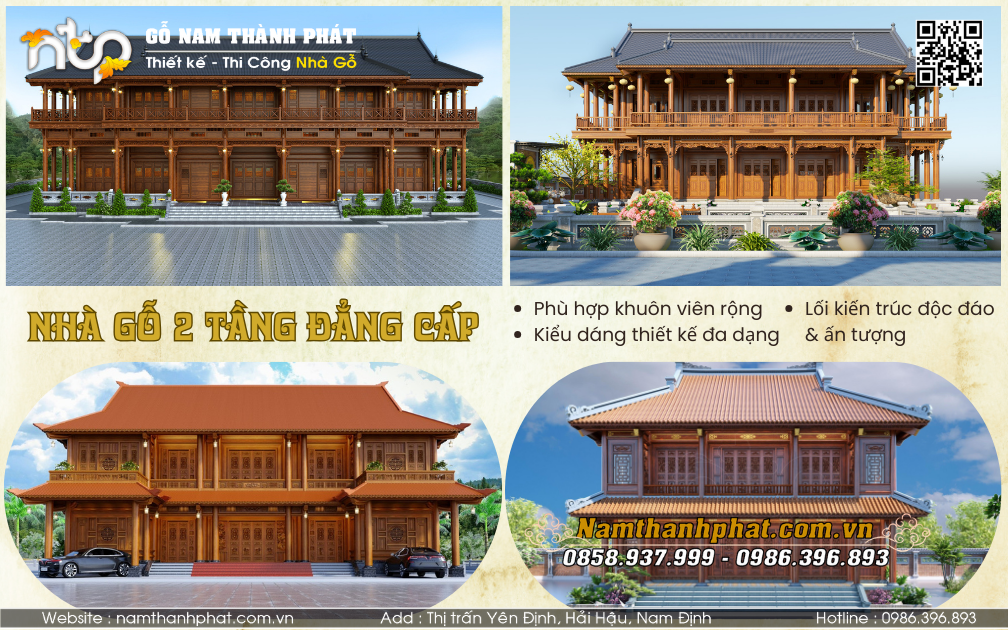 ntp
GỖ NAM THÀNH PHÁT
Thiết kế - Thi Công Nhà Gỗ
NHÀ GỖ 2 TẦNG ĐẲNG CẤP
• Phù hợp khuôn viên rộng
• Kiểu dáng thiết kế đa dạng
• Lối kiến trúc độc đáo
& ấn tượng
Namthanhphat.com.vn
0858.937.999 - 0986.396.893
Website : namthanhphat.com.vn
Add : Thị trấn Yên Định, Hải Hậu, Nam Định
Hotline : 0986.396.893